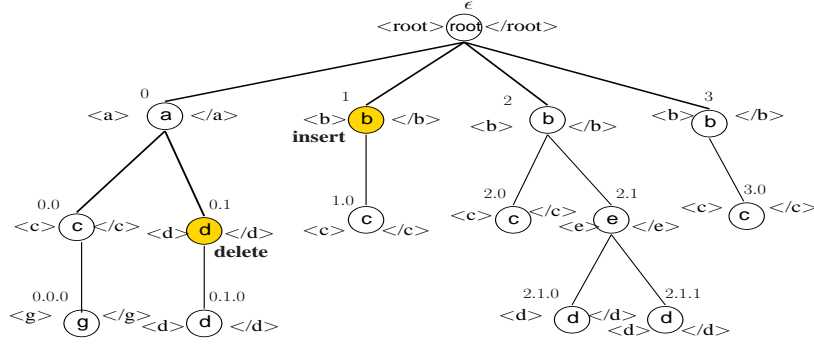 ϵ
<root> root </root>
0 1 2 3
<a> a </a> <b> b </b> <b> b </b> <b> b </b>
insert
0.0 0.1 1.0 2.0 2.1 3.0
<c> c </c> <d> d </d> <c> c </c> <c> c </c> <e> e </e> <c> c </c>
delete
0.0.0 0.1.0 2.1.0 2.1.1
<g> g </g> <d> d </d> <d> d </d> <d> d </d>